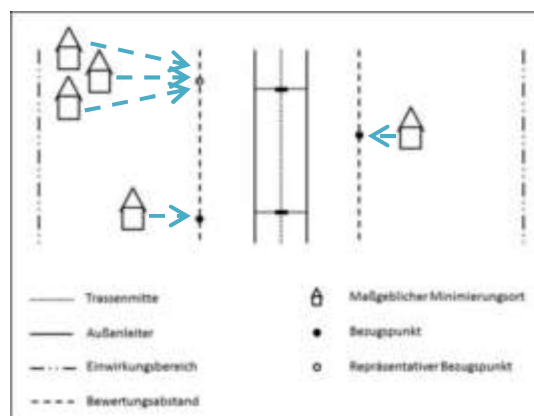 Trassenmitte
Außenleiter
Einwirkungsbereich
Bewertungsabstand
Maßgeblicher Minimierungsort
Bezugspunkt
Repräsentativer Bezugspunkt